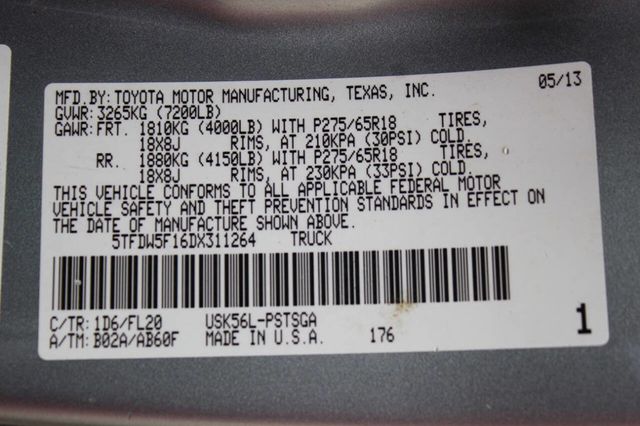 MFD.BY:TOYOTA MOTOR MANUFACTURING, TEXAS, INC. 05/13
GVWR:3265KG (7200LB)
GAWR:FRT. 1810KG (4000LB) WITH P275/65R18 TIRES,
18X8J RIMS, AT 210KPA (30PSI) COLD.
RR. 1880KG (4150LB) WITH P275/65R18 TIRES,
18X8J RIMS, AT 230KPA (33PSI) COLD.
THIS VEHICLE CONFORMS TO ALL APPLICABLE FEDERAL MOTOR
VEHICLE SAFETY AND THEFT PREVENTION STANDARDS IN EFFECT ON
THE DATE OF MANUFACTURE SHOWN ABOVE.
5TFDW5F16DX311264 TRUCK
C/TR:1D6/FL20 USK56L-PSTSGA
A/TM:B02A/AB60F MADE IN U.S.A. 176 1